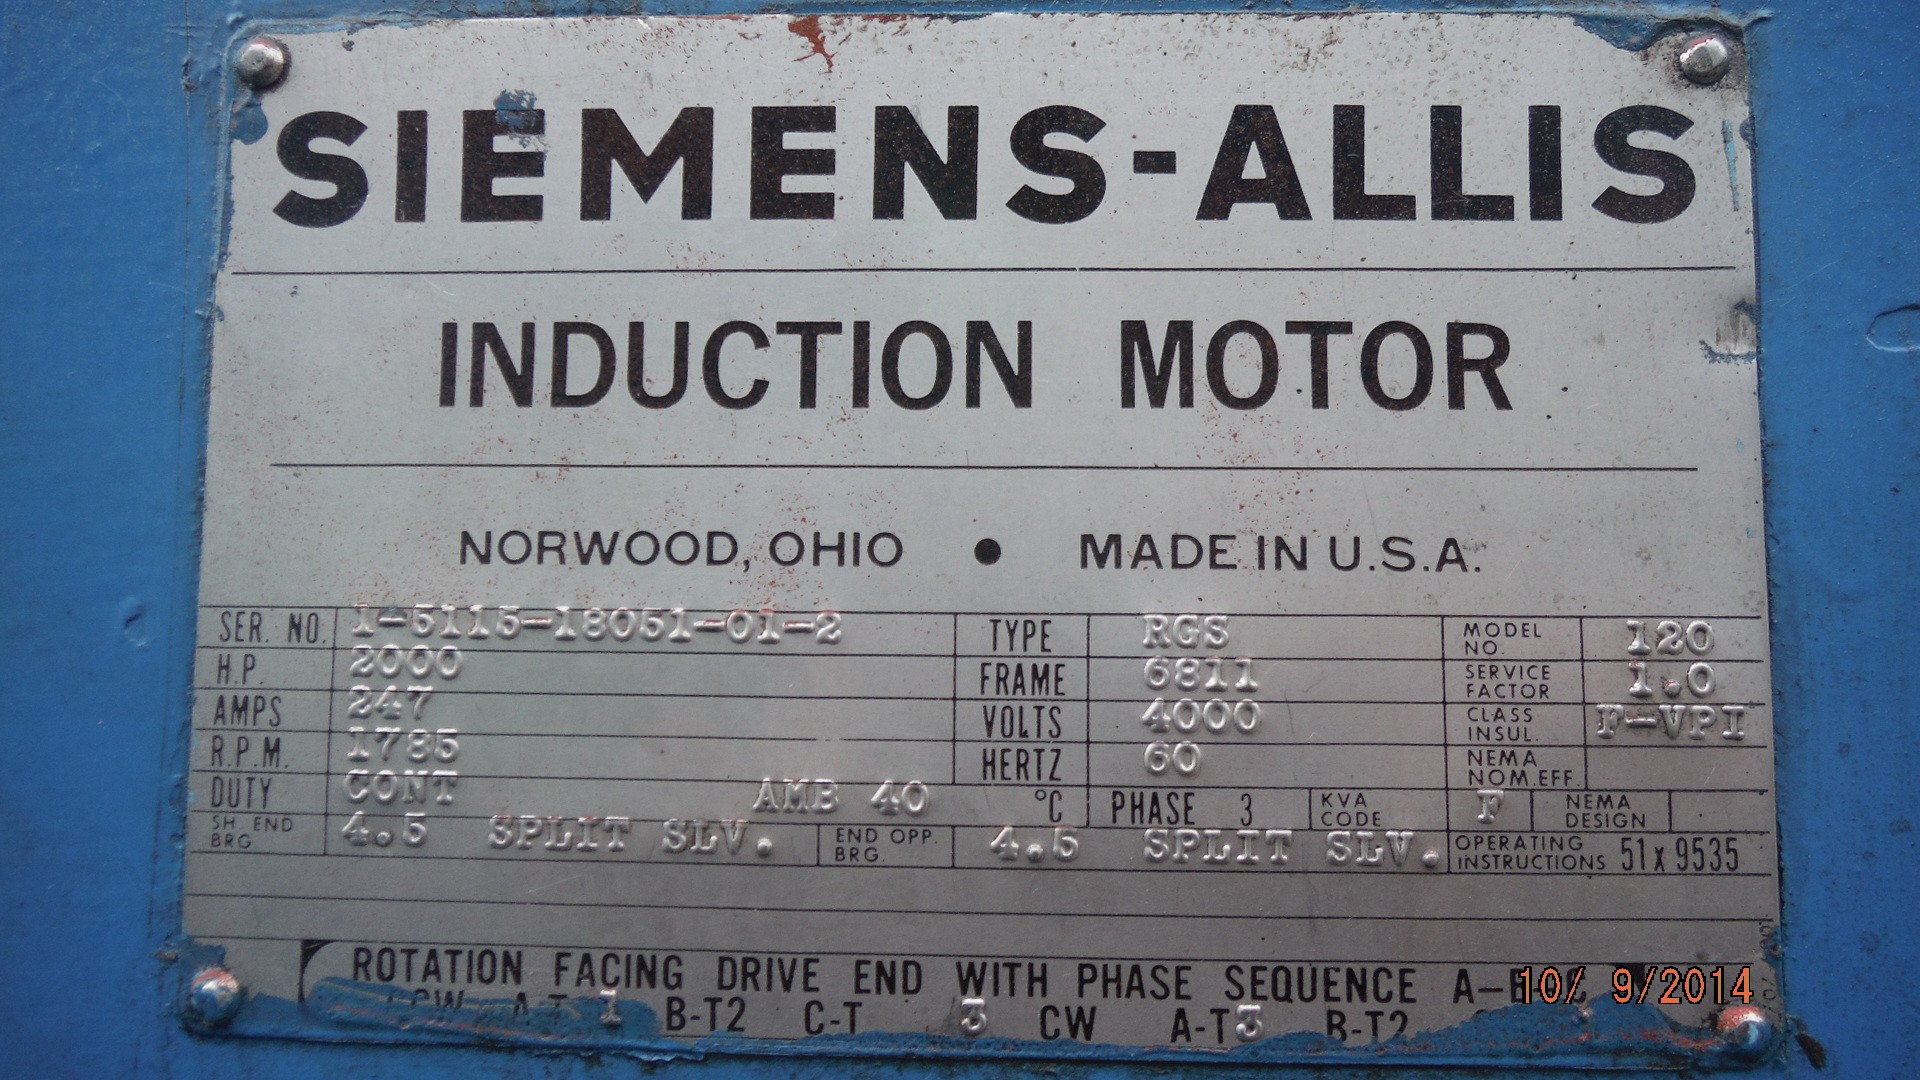 SIEMENS-ALLIS
INDUCTION MOTOR
NORWOOD, OHIO • MADE IN U.S.A.
SER. NO. 1-5115-18051-01-2 TYPE RGS MODEL NO. 120
H.P. 2000 FRAME 6811 SERVICE FACTOR 1.0
AMPS 247 VOLTS 4000 CLASS INSUL. F-VPI
R.P.M. 1785 HERTZ 60 NEMA NOM.EFF.
DUTY CONT AMB 40 °C PHASE 3 KVA CODE F NEMA DESIGN
SH END BRG 4.5 SPLIT SLV. END OPP. BRG. 4.5 SPLIT SLV. OPERATING INSTRUCTIONS 51 x 9535
ROTATION FACING DRIVE END WITH PHASE SEQUENCE
1 B-T2 C-T 3 CW A-T3 B-T2
10/ 9/2014